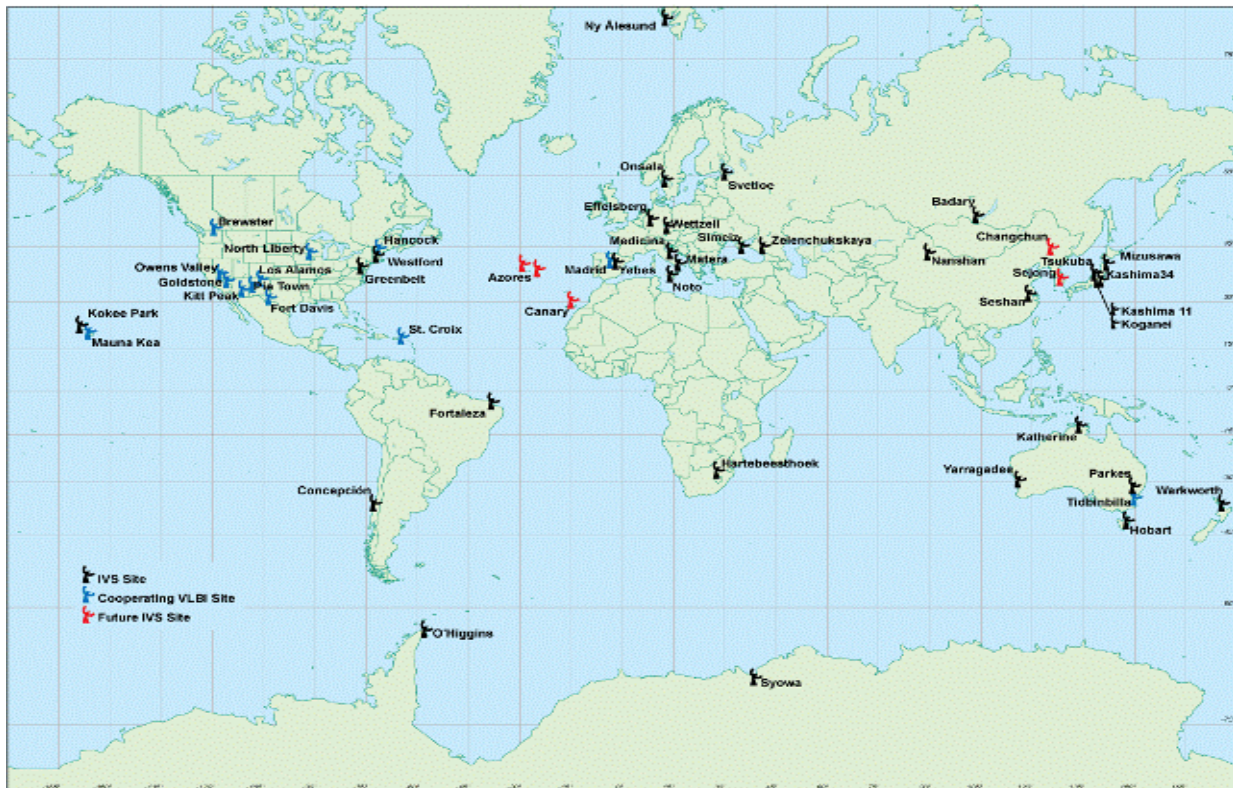 Ny Ålesund
Onsala
Svetloe
Effelsberg
Badary
Wettzell
Brewster
Hancock
Medicina
Simeiz
Zelenchukskaya
Changchun
North Liberty
Westford
Nanshan
Tsukuba
Mizusawa
Azores
Madrid
Yebes
Matera
Owens Valley
Los Alamos
Greenbelt
Sejong
Kashima34
Goldstone
Pie Town
Noto
Kitt Peak
Seshan
Fort Davis
Canary
Kokee Park
Kashima 11
Koganei
Mauna Kea
St. Croix
Fortaleza
Katherine
Hartebeesthoek
Yarragadee
Parkes
Concepción
Warkworth
Tidbinbilla
Hobart
IVS Site
Cooperating VLBI Site
Future IVS Site
O'Higgins
Syowa